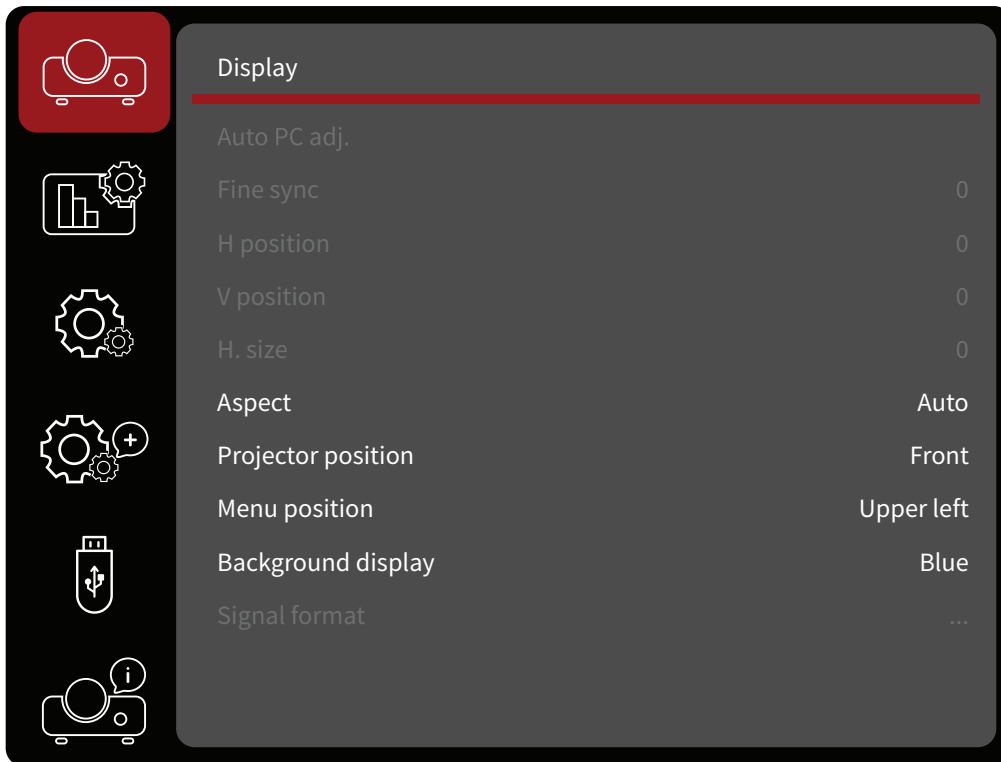 Display
Auto PC adj.
Fine sync 0
H position 0
V position 0
H. size 0
Aspect Auto
Projector position Front
Menu position Upper left
Background display Blue
Signal format ...